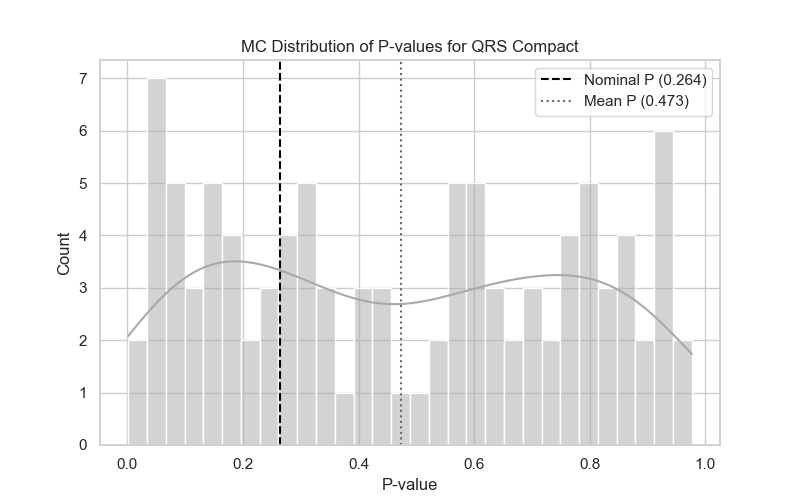 MC Distribution of P-values for QRS Compact
Nominal P (0.264)
Mean P (0.473)
7
6
5
4
3
2
1
0
Count
0.0 0.2 0.4 0.6 0.8 1.0
P-value